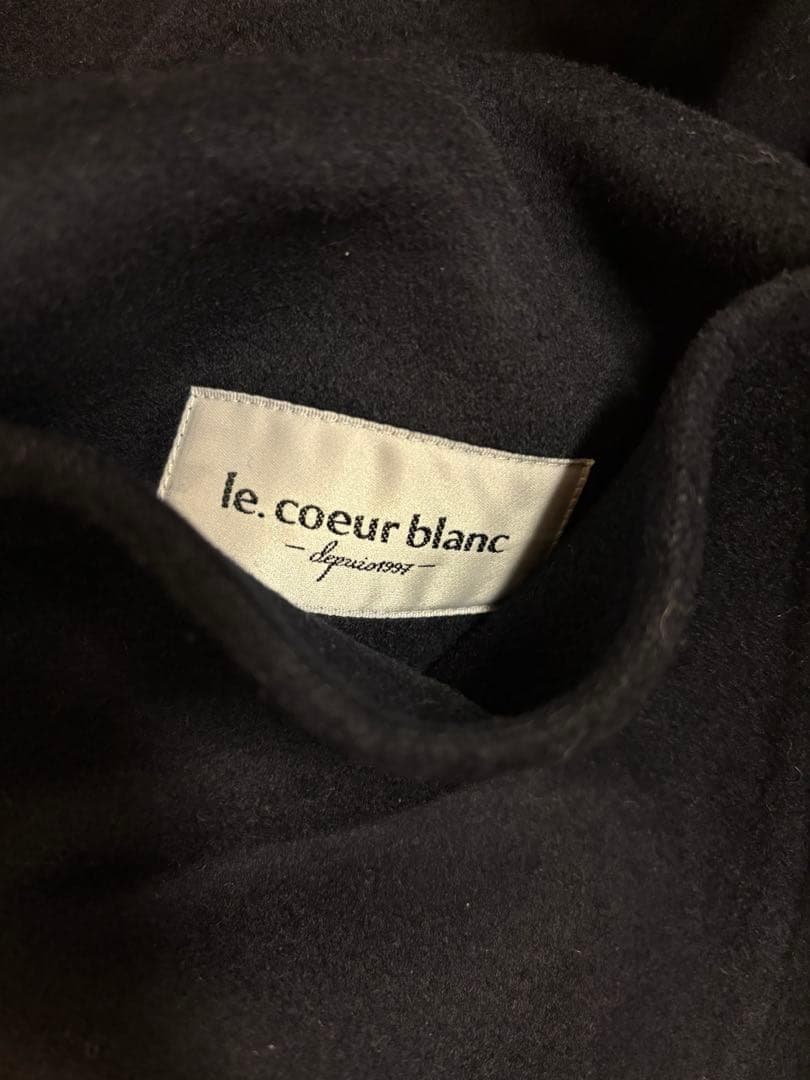 le. coeur blanc
- depuis1997 -